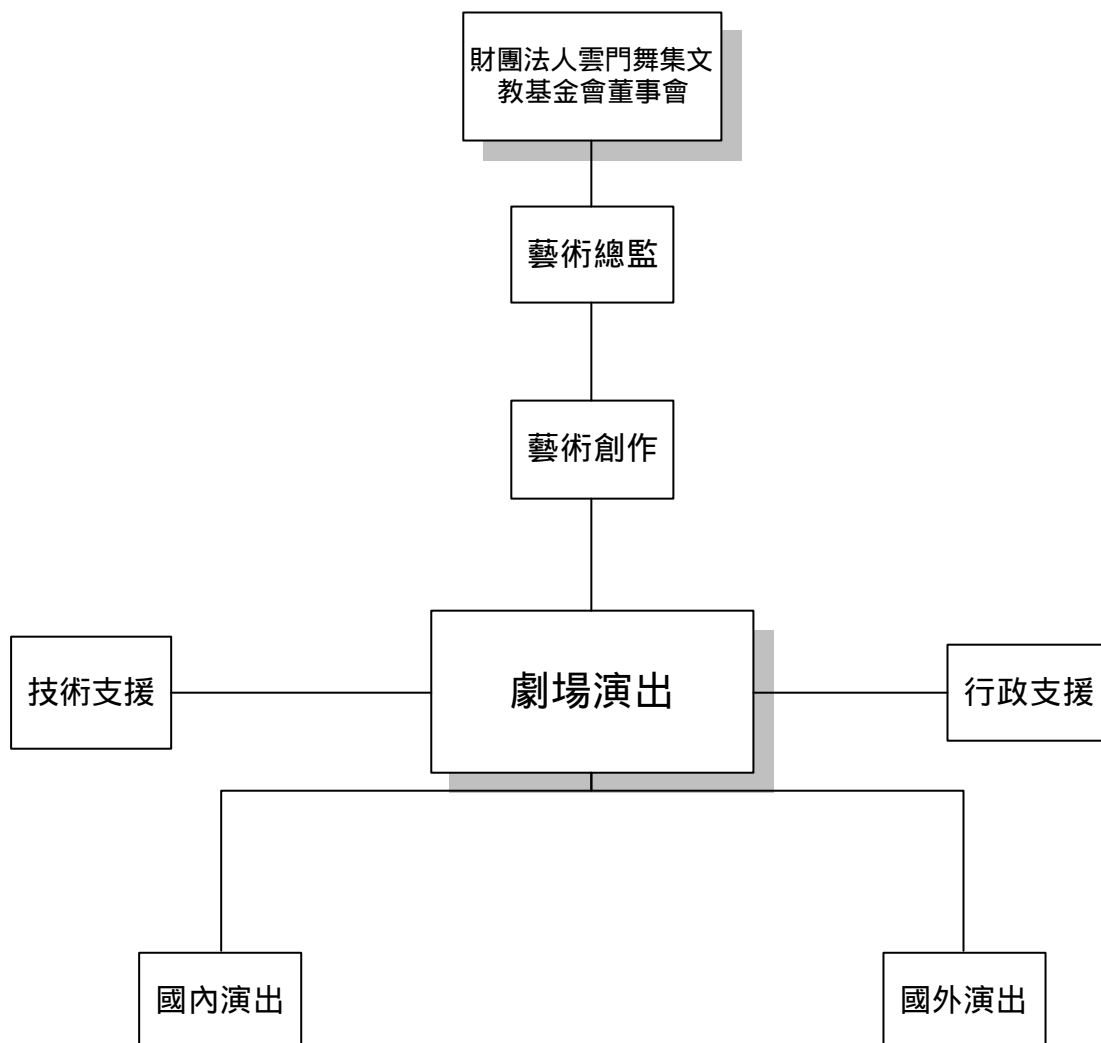 財團法人雲門舞集文
教基金會董事會
藝術總監
藝術創作
技術支援
劇場演出
行政支援
國內演出
國外演出